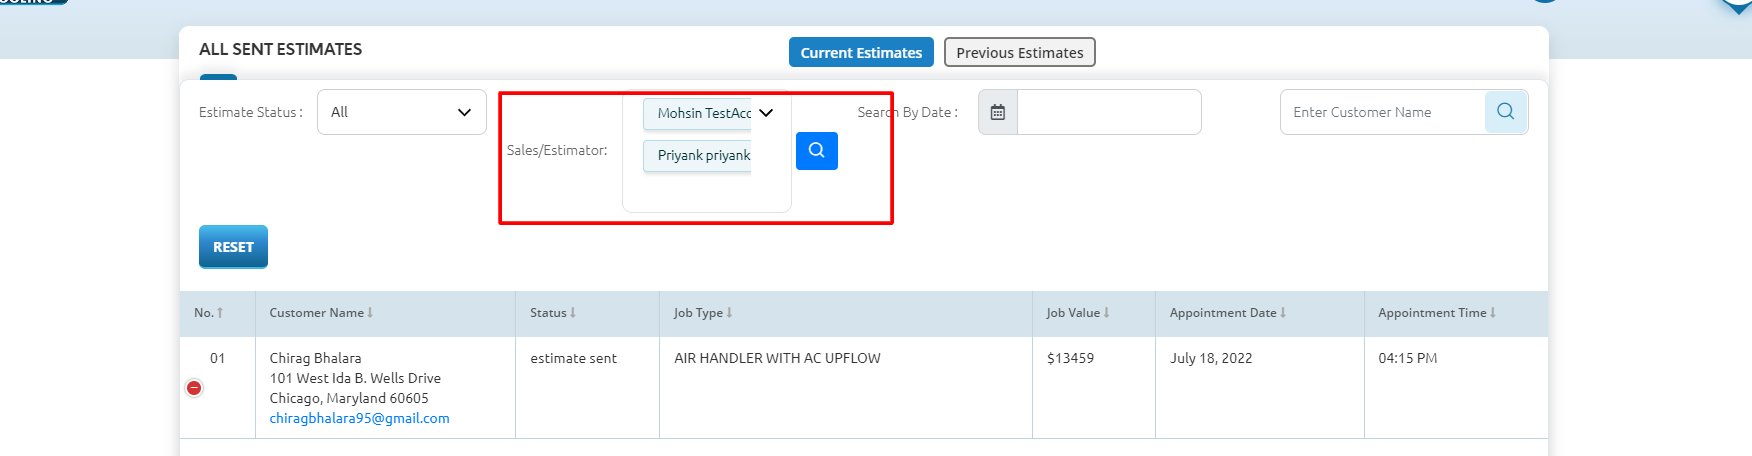 ALL SENT ESTIMATES
Current Estimates
Previous Estimates
Estimate Status :
All
Sales/Estimator:
Mohsin TestAcc
Priyank priyank
Search By Date :
Enter Customer Name
RESET
No. Customer Name Status Job Type Job Value Appointment Date Appointment Time
01 Chirag Bhalara estimate sent AIR HANDLER WITH AC UPFLOW $13459 July 18, 2022 04:15 PM
101 West Ida B. Wells Drive
Chicago, Maryland 60605
chiragbhalara95@gmail.com